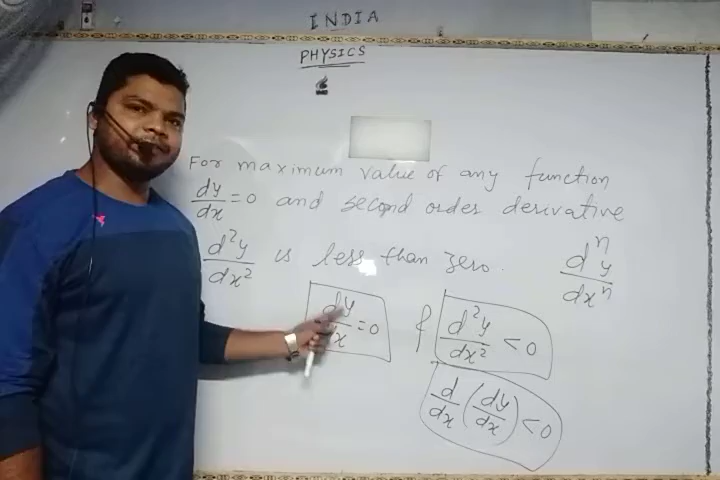 INDIA
PHYSICS
For maximum value of any function
dy/dx = 0 and second order derivative
d²y/dx² is less than zero.
dⁿy/dxⁿ
dy/dx = 0 & d²y/dx² < 0
d/dx (dy/dx) < 0